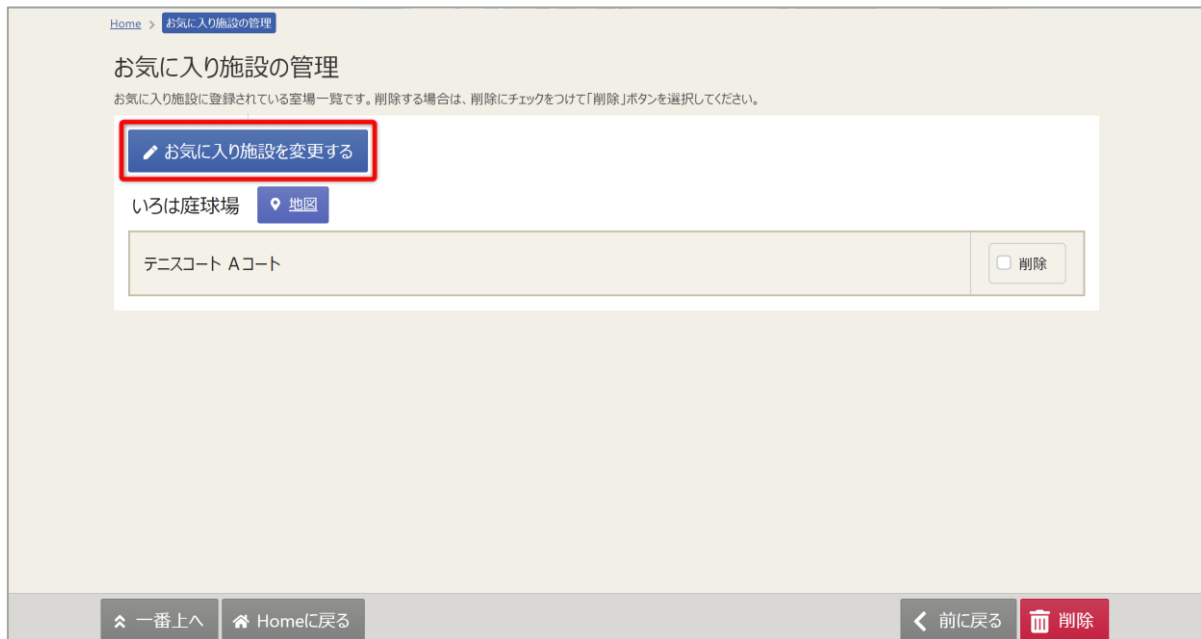 Home > お気に入り施設の管理
お気に入り施設の管理
お気に入り施設に登録されている室場一覧です。削除する場合は、削除にチェックをつけて「削除」ボタンを選択してください。
お気に入り施設を変更する
いろは庭球場 地図
テニスコート Aコート 削除
一番上へ Homeに戻る 前に戻る 削除